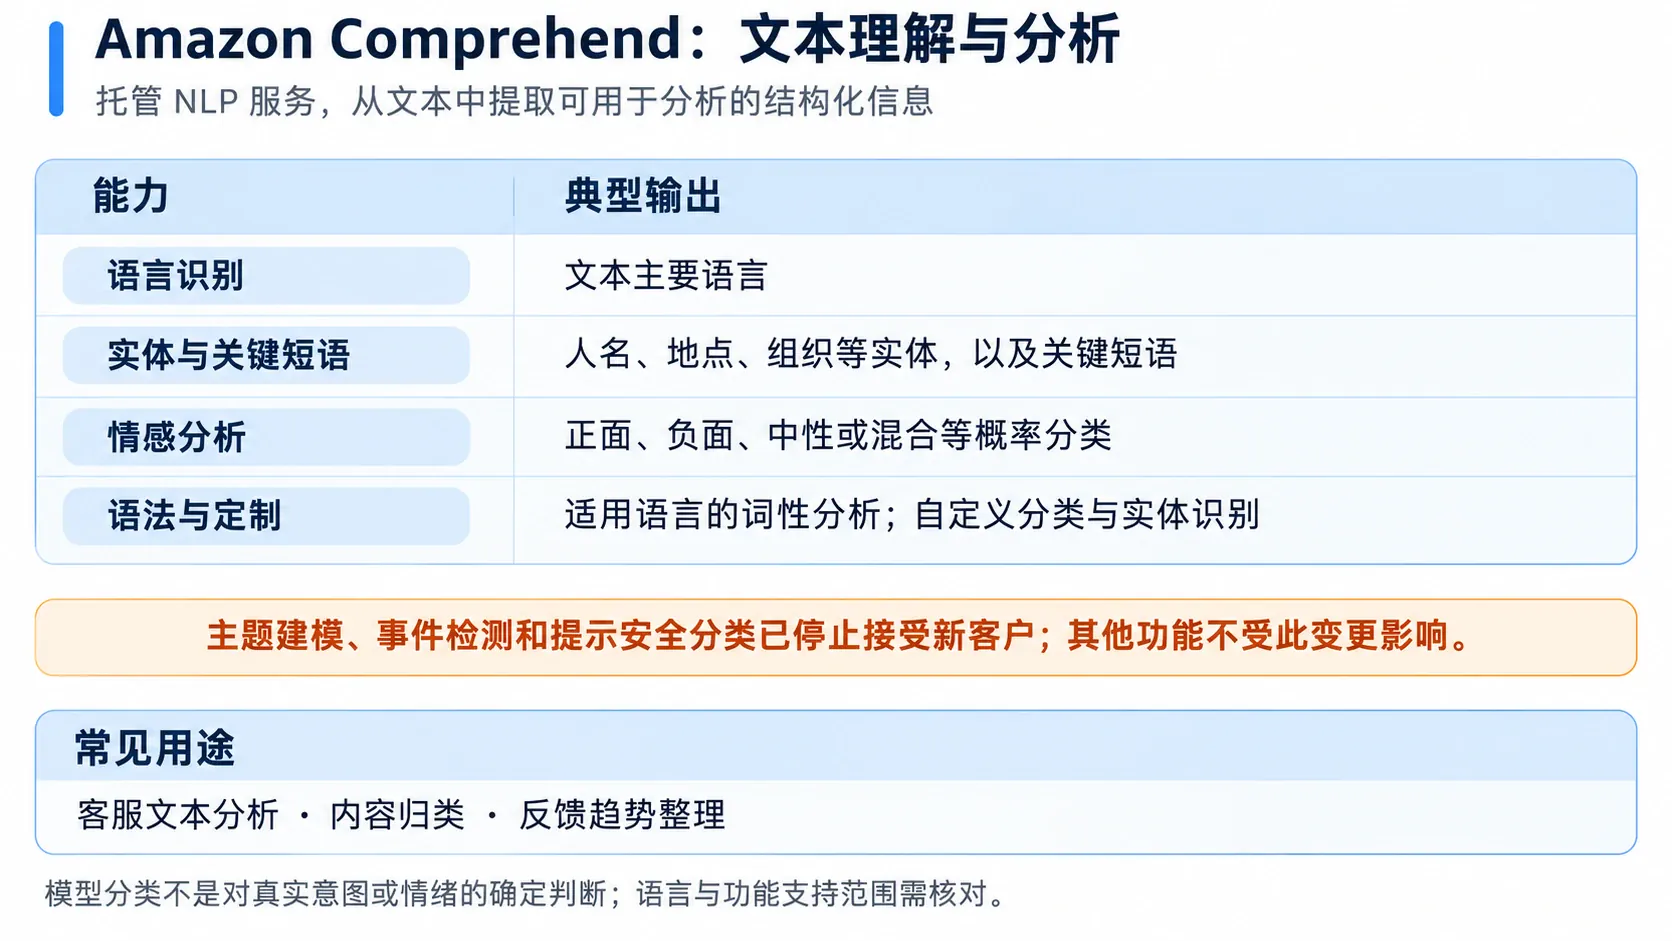 Amazon Comprehend：文本理解与分析
托管 NLP 服务，从文本中提取可用于分析的结构化信息
能力 典型输出
语言识别 文本主要语言
实体与关键短语 人名、地点、组织等实体，以及关键短语
情感分析 正面、负面、中性或混合等概率分类
语法与定制 适用语言的词性分析；自定义分类与实体识别
主题建模、事件检测和提示安全分类已停止接受新客户；其他功能不受此变更影响。
常见用途
客服文本分析 · 内容归类 · 反馈趋势整理
模型分类不是对真实意图或情绪的确定判断；语言与功能支持范围需核对。